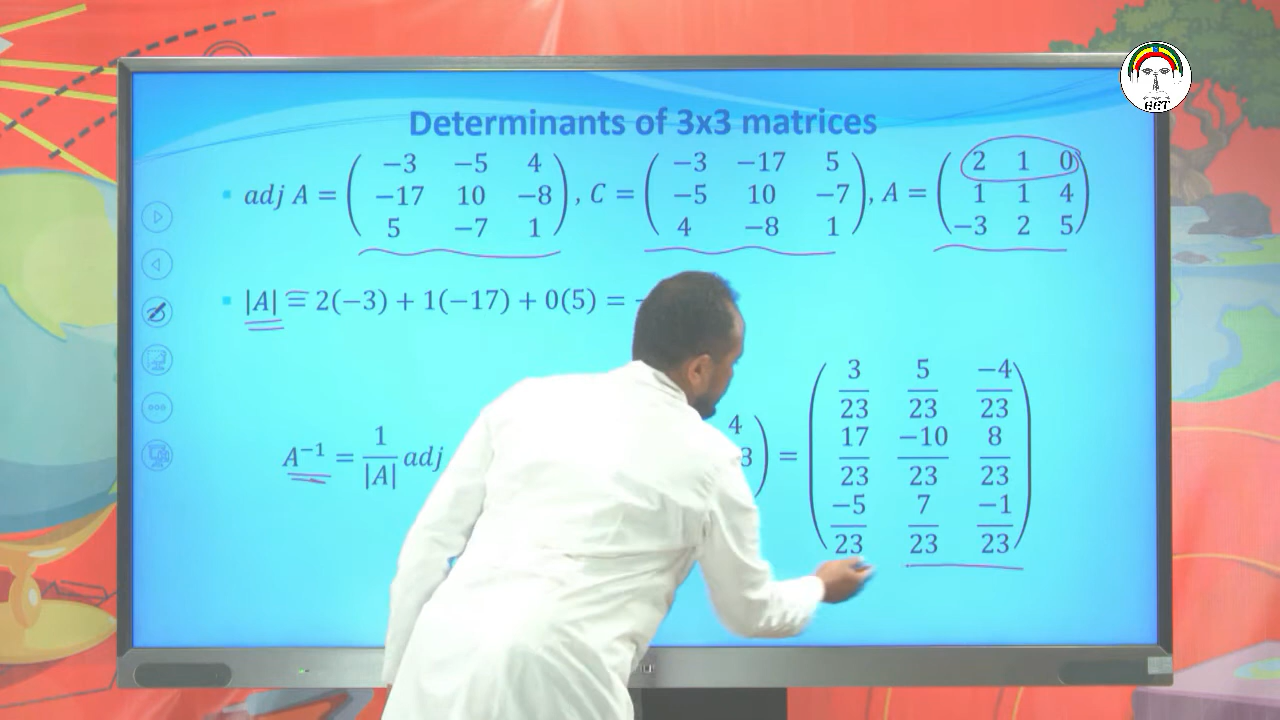 Determinants of 3x3 matrices
adj A = ( −3 −5 4 ; −17 10 −8 ; 5 −7 1 ), C = ( −3 −17 5 ; −5 10 −7 ; 4 −8 1 ), A = ( 2 1 0 ; 1 1 4 ; −3 2 5 )
|A| = 2(−3) + 1(−17) + 0(5) = −
A⁻¹ = 1/|A| adj
4
) = ( 3/23 5/23 −4/23 ; 17/23 −10/23 8/23 ; −5/23 7/23 −1/23 )